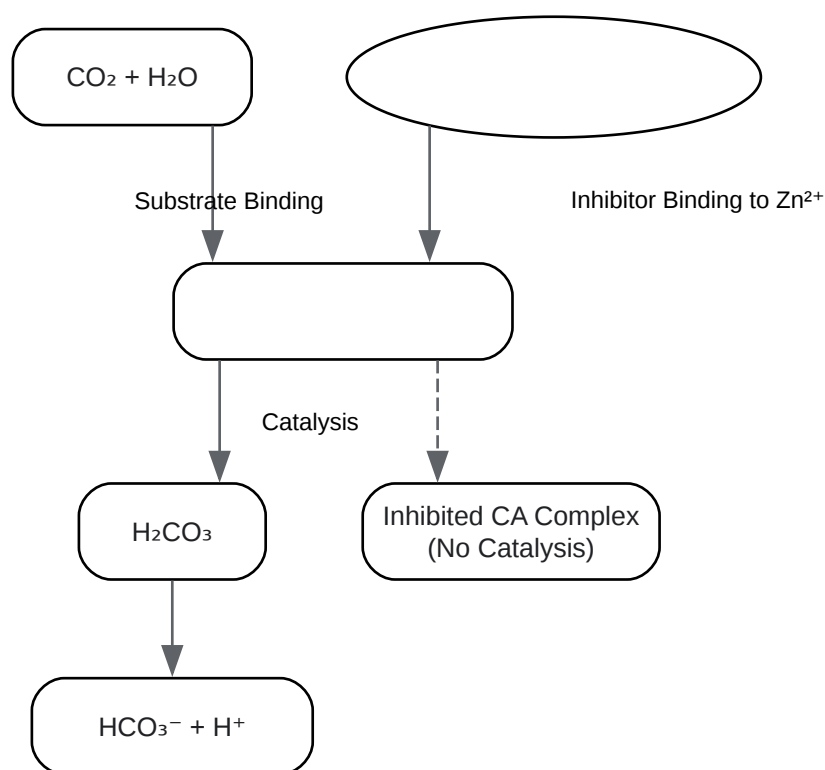 CO₂ + H₂O
Substrate Binding
Inhibitor Binding to Zn²⁺
Catalysis
H₂CO₃
Inhibited CA Complex
(No Catalysis)
HCO₃⁻ + H⁺